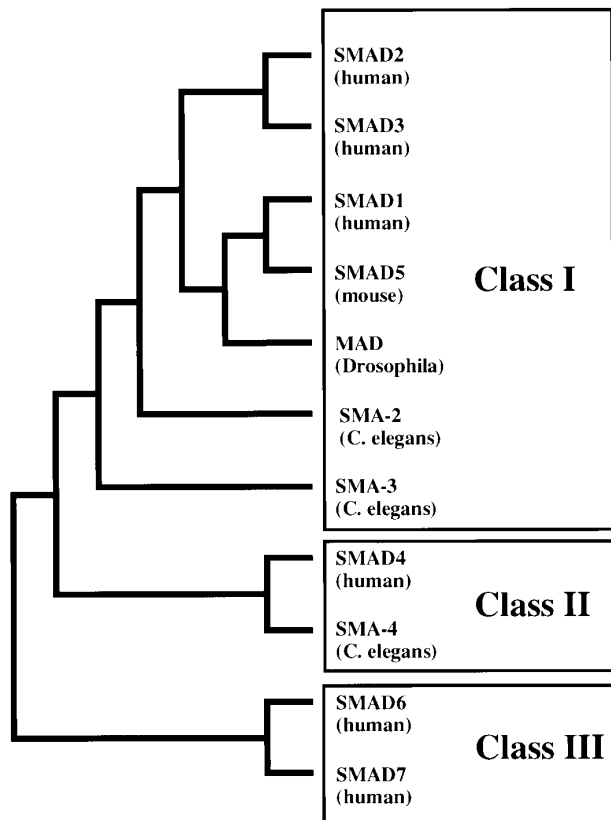 SMAD2
(human)
SMAD3
(human)
SMAD1
(human)
SMAD5
(mouse)
MAD
(Drosophila)
SMA-2
(C. elegans)
SMA-3
(C. elegans)
Class I
SMAD4
(human)
SMA-4
(C. elegans)
Class II
SMAD6
(human)
SMAD7
(human)
Class III